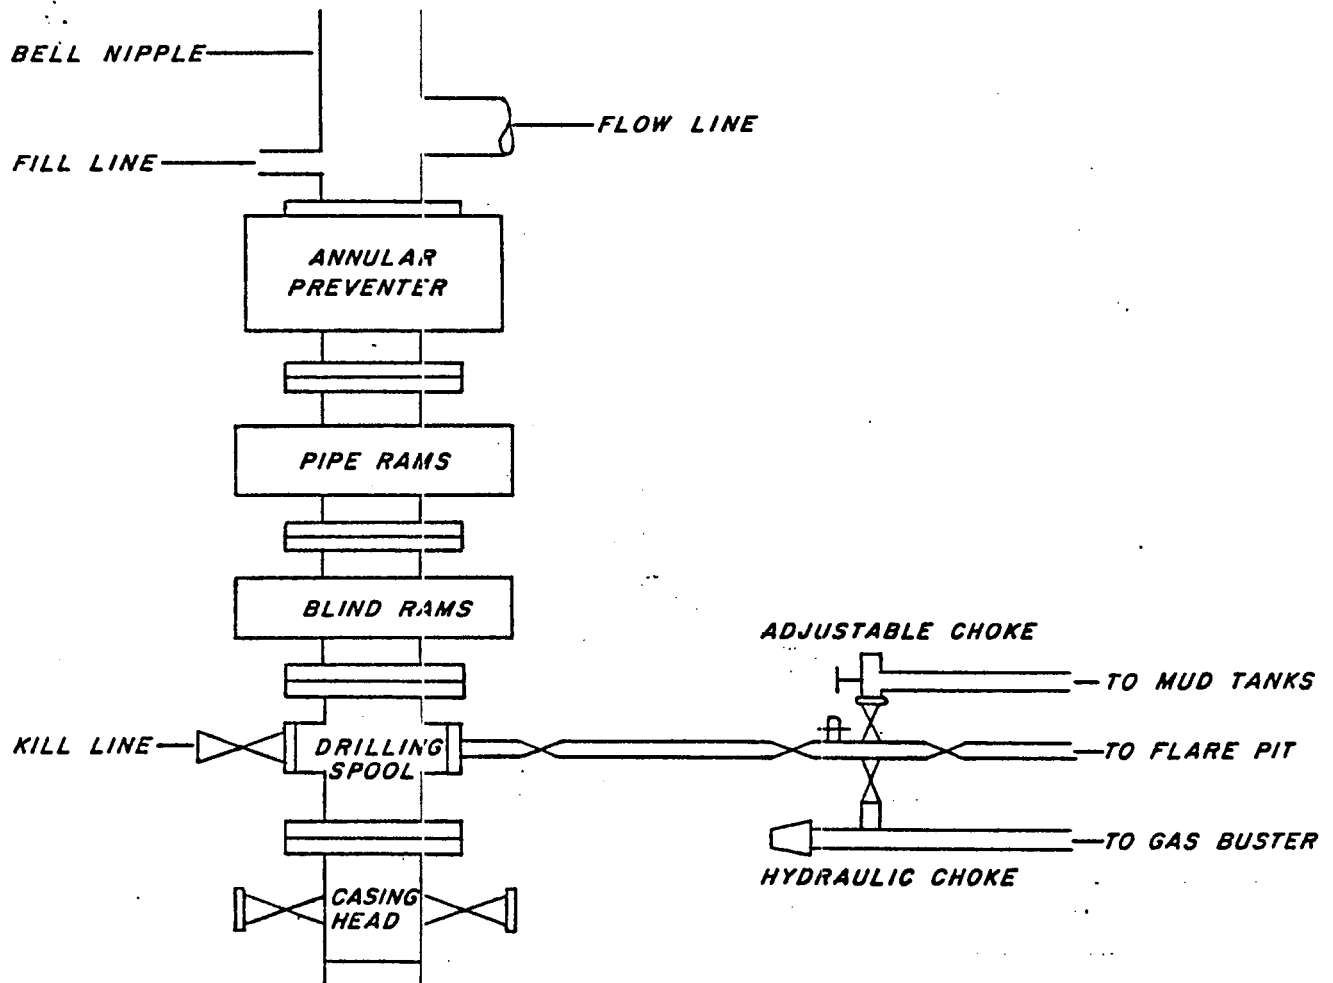 BELL NIPPLE
FLOW LINE
FILL LINE
ANNULAR
PREVENTER
PIPE RAMS
BLIND RAMS
ADJUSTABLE CHOKE
TO MUD TANKS
KILL LINE
DRILLING
SPOOL
TO FLARE PIT
TO GAS BUSTER
HYDRAULIC CHOKE
CASING
HEAD